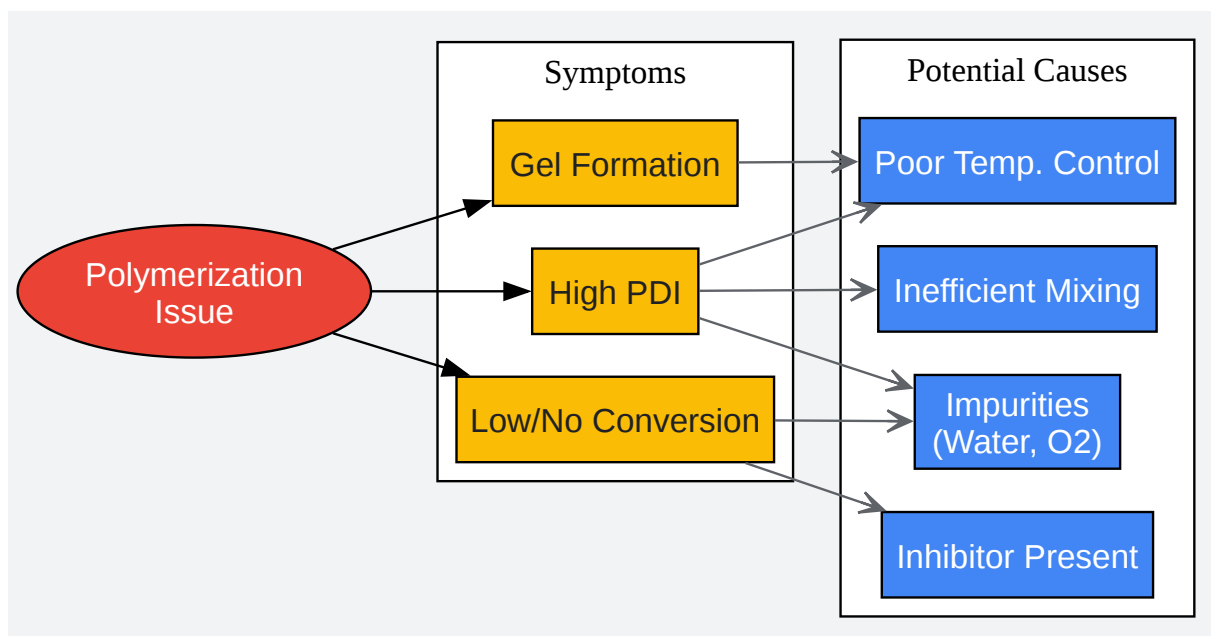 Polymerization
Issue
Symptoms
Gel Formation
High PDI
Low/No Conversion
Potential Causes
Poor Temp. Control
Inefficient Mixing
Impurities
(Water, O2)
Inhibitor Present